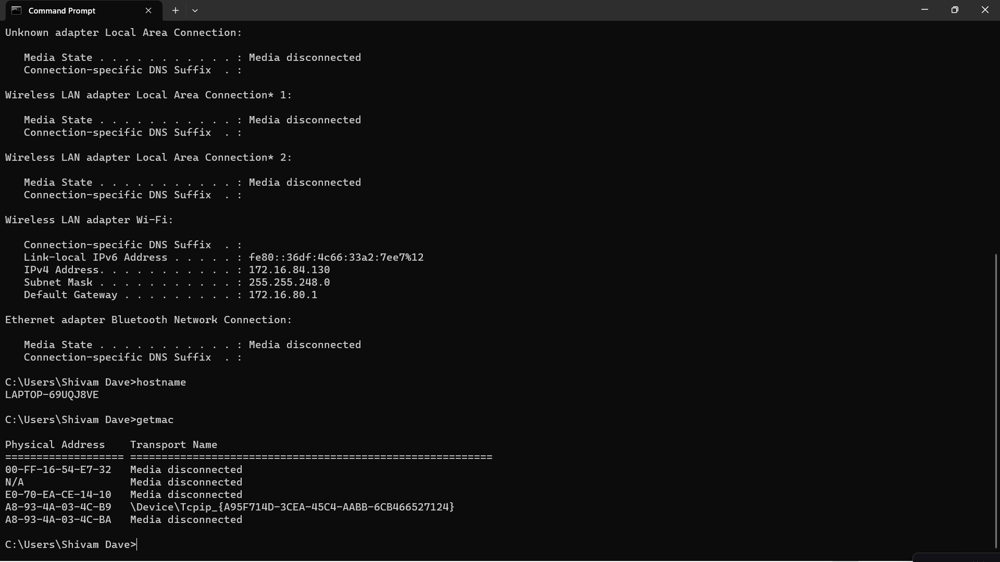 Command Prompt
Unknown adapter Local Area Connection:
Media State . . . . . . . . . . . : Media disconnected
Connection-specific DNS Suffix  . :
Wireless LAN adapter Local Area Connection* 1:
Media State . . . . . . . . . . . : Media disconnected
Connection-specific DNS Suffix  . :
Wireless LAN adapter Local Area Connection* 2:
Media State . . . . . . . . . . . : Media disconnected
Connection-specific DNS Suffix  . :
Wireless LAN adapter Wi-Fi:
Connection-specific DNS Suffix  . :
Link-local IPv6 Address . . . . . : fe80::36df:4c66:33a2:7ee7%12
IPv4 Address. . . . . . . . . . . : 172.16.84.130
Subnet Mask . . . . . . . . . . . : 255.255.248.0
Default Gateway . . . . . . . . . : 172.16.80.1
Ethernet adapter Bluetooth Network Connection:
Media State . . . . . . . . . . . : Media disconnected
Connection-specific DNS Suffix  . :
C:\Users\Shivam Dave>hostname
LAPTOP-69UQJ8VE
C:\Users\Shivam Dave>getmac
Physical Address    Transport Name
=================== ==========================================================
00-FF-16-54-E7-32   Media disconnected
N/A                 Media disconnected
E0-70-EA-CE-14-10   Media disconnected
A8-93-4A-03-4C-B9   \Device\Tcpip_{A95F714D-3CEA-45C4-AABB-6CB466527124}
A8-93-4A-03-4C-BA   Media disconnected
C:\Users\Shivam Dave>